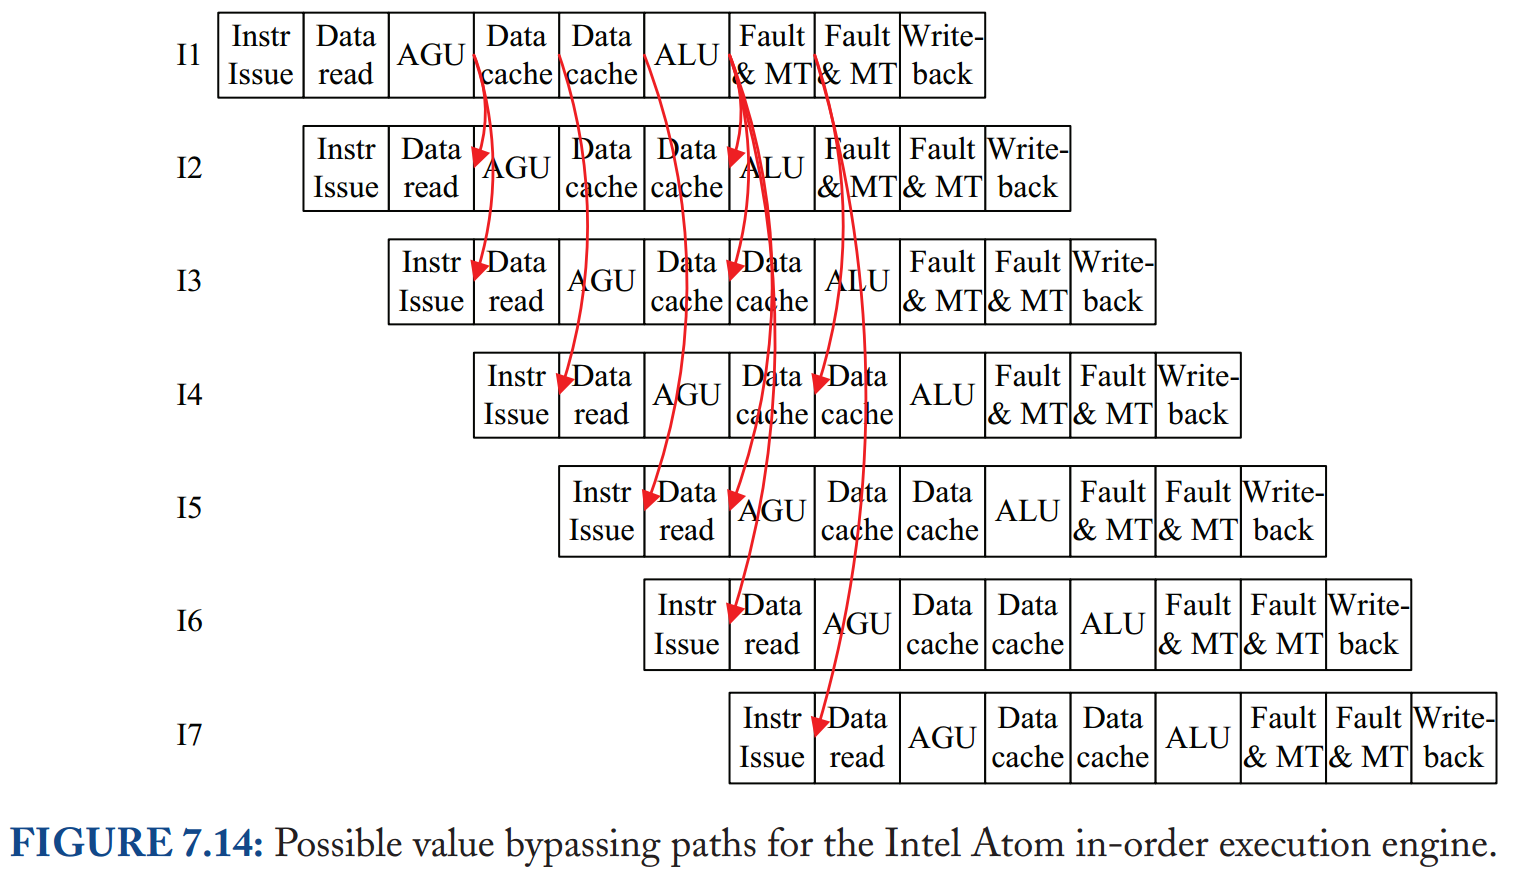 I1 Instr Issue Data read AGU Data cache Data cache ALU Fault & MT Fault & MT Write-back
I2 Instr Issue Data read AGU Data cache Data cache ALU Fault & MT Fault & MT Write-back
I3 Instr Issue Data read AGU Data cache Data cache ALU Fault & MT Fault & MT Write-back
I4 Instr Issue Data read AGU Data cache Data cache ALU Fault & MT Fault & MT Write-back
I5 Instr Issue Data read AGU Data cache Data cache ALU Fault & MT Fault & MT Write-back
I6 Instr Issue Data read AGU Data cache Data cache ALU Fault & MT Fault & MT Write-back
I7 Instr Issue Data read AGU Data cache Data cache ALU Fault & MT Fault & MT Write-back
FIGURE 7.14: Possible value bypassing paths for the Intel Atom in-order execution engine.